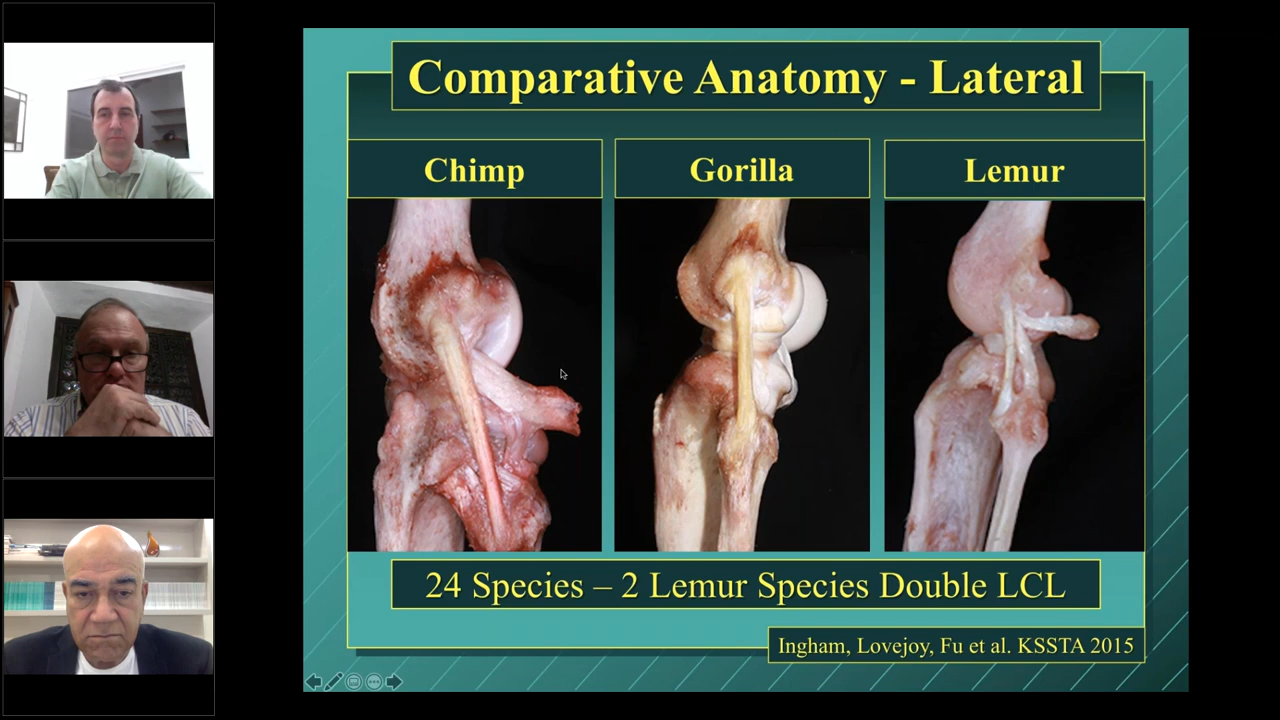 Comparative Anatomy - Lateral
Chimp
Gorilla
Lemur
24 Species – 2 Lemur Species Double LCL
Ingham, Lovejoy, Fu et al. KSSTA 2015